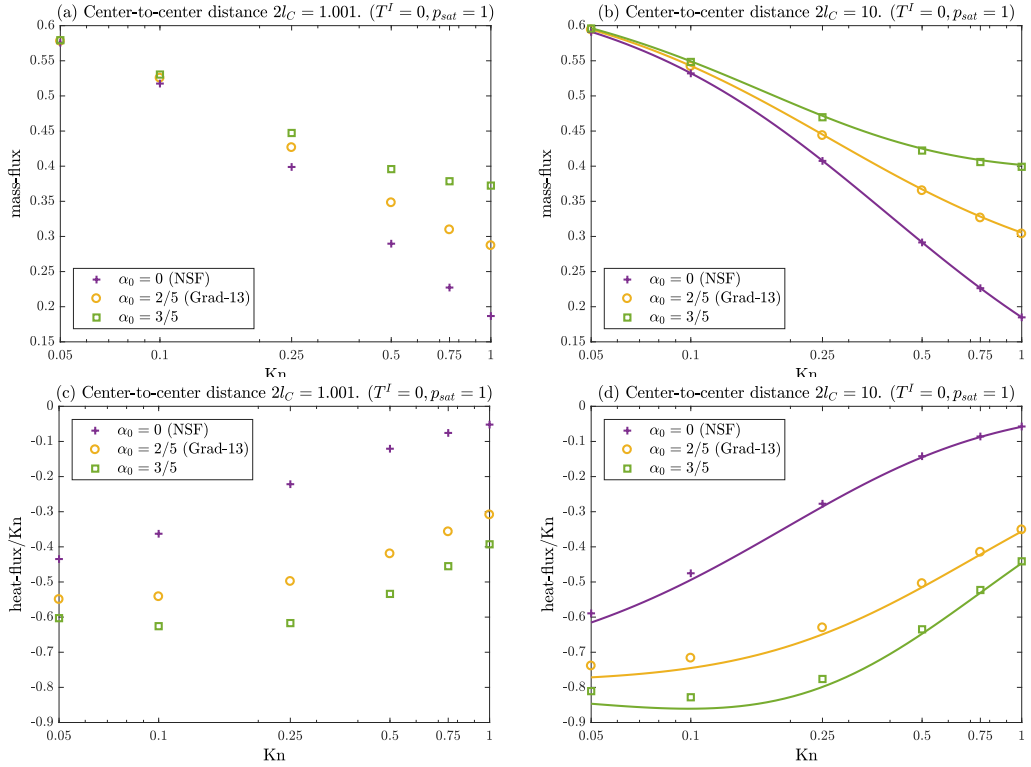 (a) Center-to-center distance 2l_C = 1.001. (T^I = 0, p_sat = 1)
0.6
0.55
0.5
0.45
0.4
0.35
0.3
0.25
0.2
0.15
mass-flux
α_0 = 0 (NSF)
α_0 = 2/5 (Grad-13)
α_0 = 3/5
0.05 0.1 0.25 0.5 0.75 1
Kn
(b) Center-to-center distance 2l_C = 10. (T^I = 0, p_sat = 1)
0.6
0.55
0.5
0.45
0.4
0.35
0.3
0.25
0.2
0.15
mass-flux
α_0 = 0 (NSF)
α_0 = 2/5 (Grad-13)
α_0 = 3/5
0.05 0.1 0.25 0.5 0.75 1
Kn
(c) Center-to-center distance 2l_C = 1.001. (T^I = 0, p_sat = 1)
0
-0.1
-0.2
-0.3
-0.4
-0.5
-0.6
-0.7
-0.8
-0.9
heat-flux/Kn
α_0 = 0 (NSF)
α_0 = 2/5 (Grad-13)
α_0 = 3/5
0.05 0.1 0.25 0.5 0.75 1
Kn
(d) Center-to-center distance 2l_C = 10. (T^I = 0, p_sat = 1)
0
-0.1
-0.2
-0.3
-0.4
-0.5
-0.6
-0.7
-0.8
-0.9
heat-flux/Kn
α_0 = 0 (NSF)
α_0 = 2/5 (Grad-13)
α_0 = 3/5
0.05 0.1 0.25 0.5 0.75 1
Kn